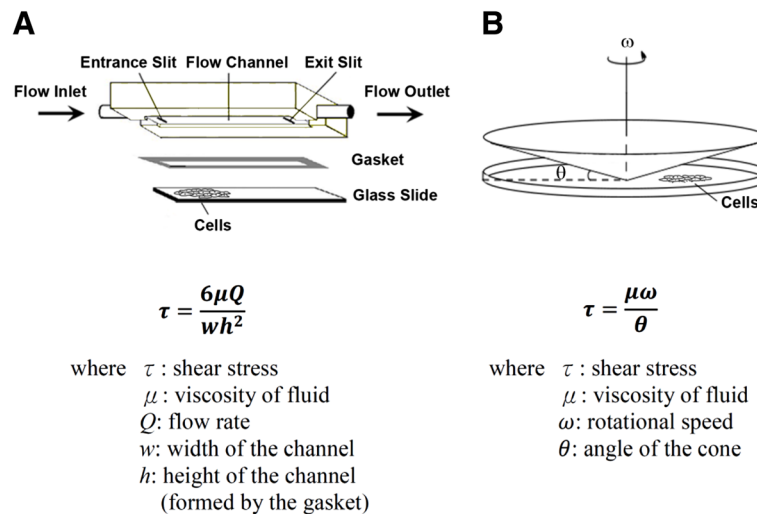 A
Entrance Slit Flow Channel Exit Slit
Flow Inlet
Flow Outlet
Gasket
Glass Slide
Cells
τ = 6μQ / wh²
where τ : shear stress
μ : viscosity of fluid
Q: flow rate
w: width of the channel
h: height of the channel
(formed by the gasket)
B
ω
θ
Cells
τ = μω / θ
where τ : shear stress
μ : viscosity of fluid
ω: rotational speed
θ: angle of the cone